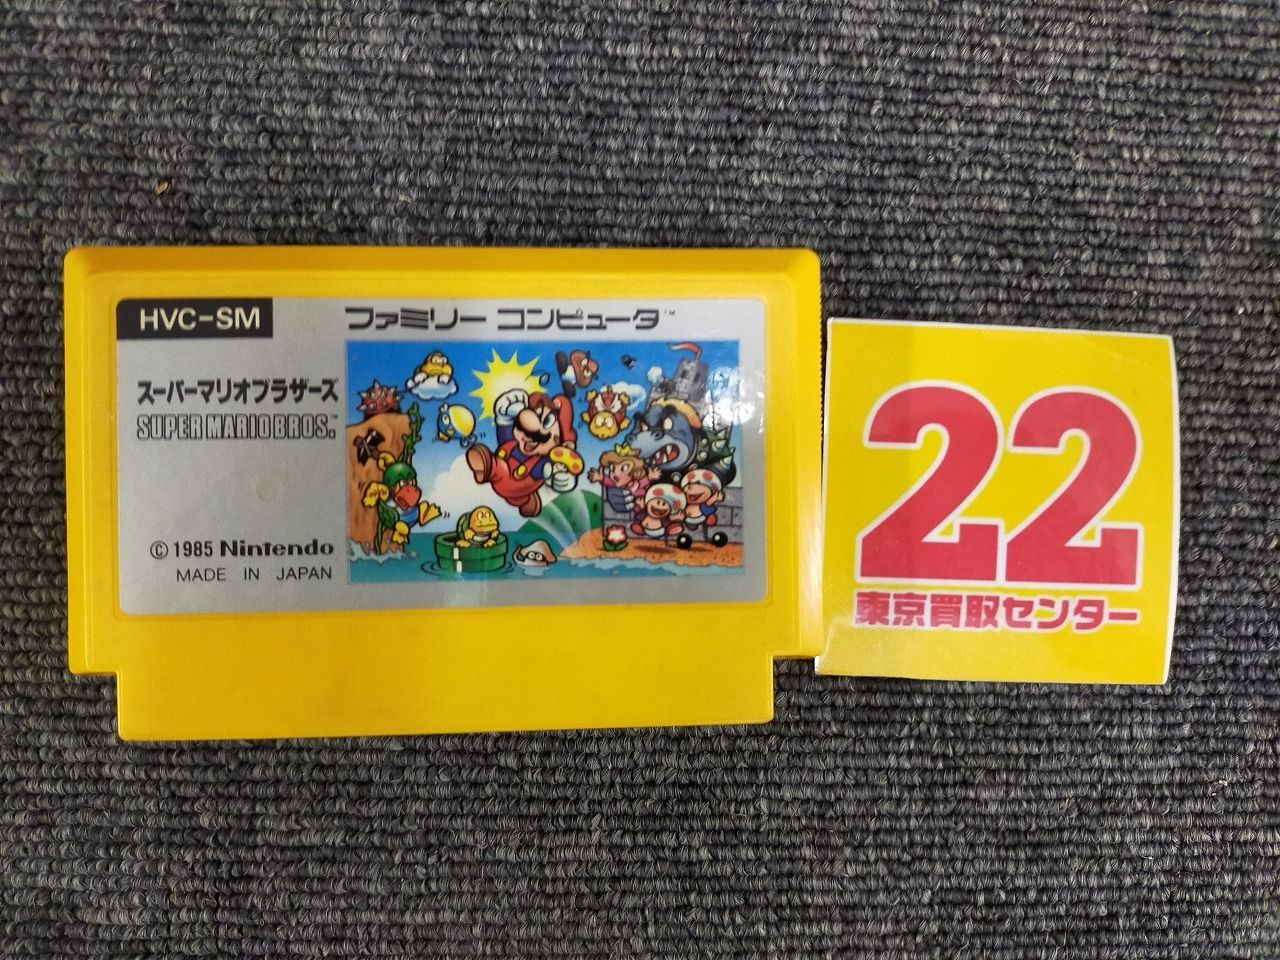 HVC-SM
ファミリー コンピュータ™
スーパーマリオブラザーズ
SUPER MARIO BROS.™
© 1985 Nintendo
MADE IN JAPAN
22
東京買取センター